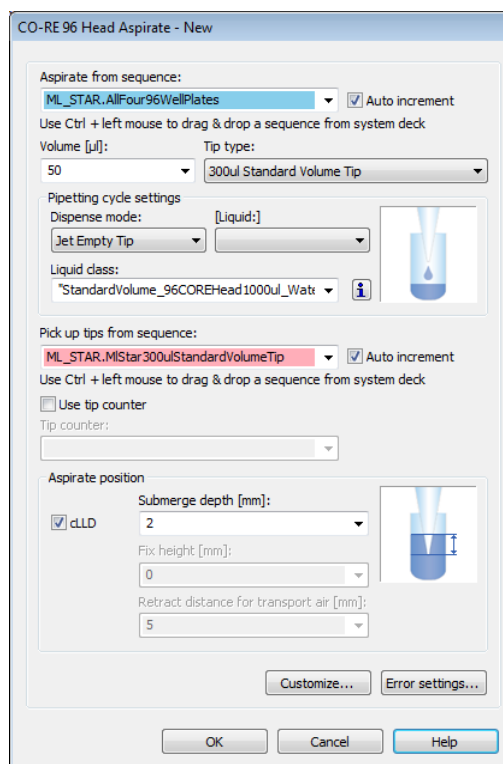 CO-RE 96 Head Aspirate - New
Aspirate from sequence:
ML_STAR.AllFour96WellPlates
Auto increment
Use Ctrl + left mouse to drag & drop a sequence from system deck
Volume [µl]: Tip type:
50 300ul Standard Volume Tip
Pipetting cycle settings
Dispense mode: [Liquid:]
Jet Empty Tip
Liquid class:
"StandardVolume_96COREHead1000ul_Wate
i
Pick up tips from sequence:
ML_STAR.MlStar300ulStandardVolumeTip
Auto increment
Use Ctrl + left mouse to drag & drop a sequence from system deck
Use tip counter
Tip counter:
Aspirate position
Submerge depth [mm]:
cLLD 2
Fix height [mm]:
0
Retract distance for transport air [mm]:
5
Customize... Error settings...
OK Cancel Help